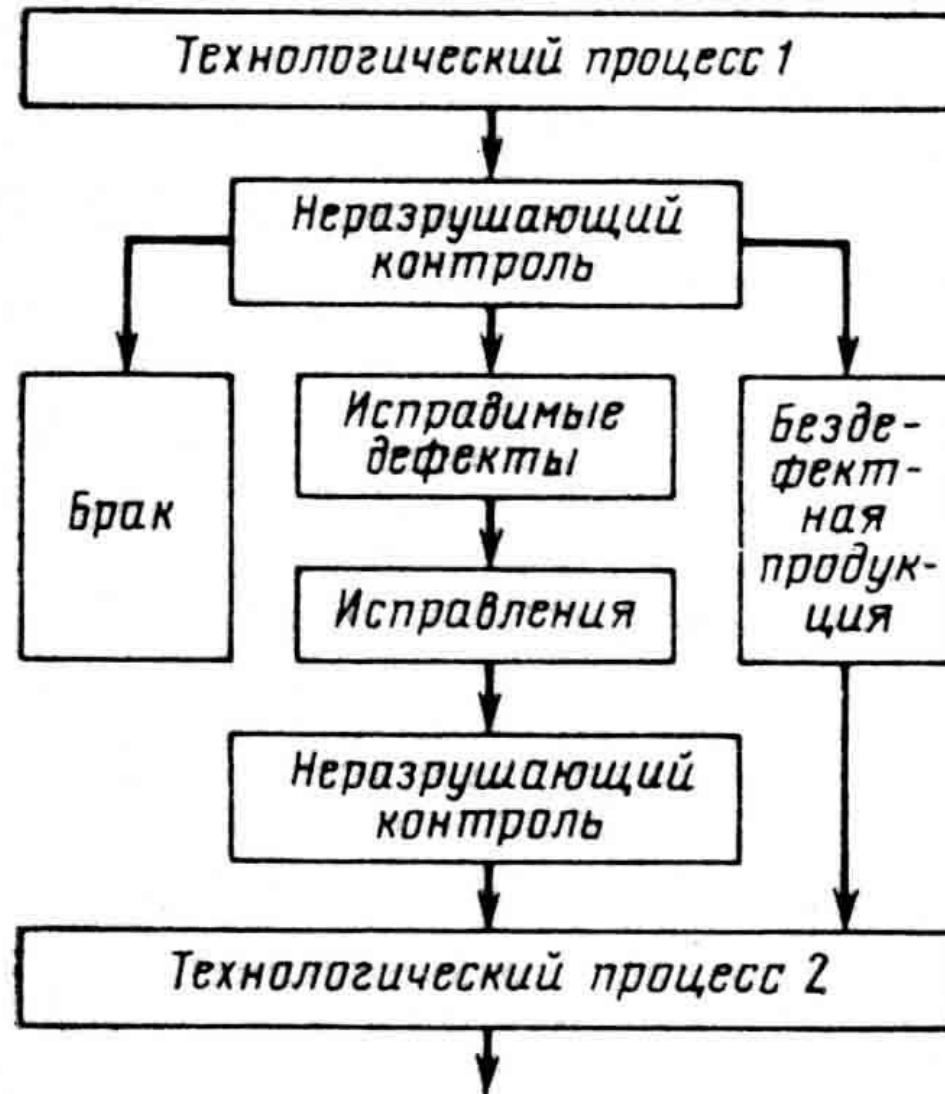 Технологический процесс 1
Неразрушающий
контроль
Брак
Исправимые
дефекты
Безде-
фект-
ная
продук-
ция
Исправления
Неразрушающий
контроль
Технологический процесс 2